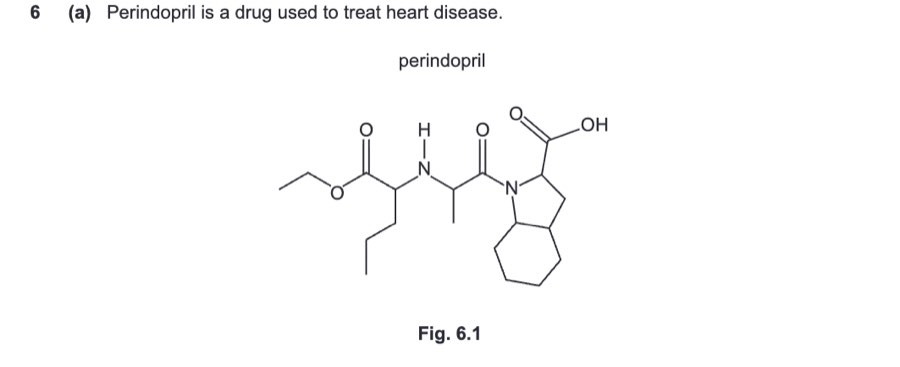 6 (a) Perindopril is a drug used to treat heart disease.
perindopril
O H O O OH
N
O N
Fig. 6.1